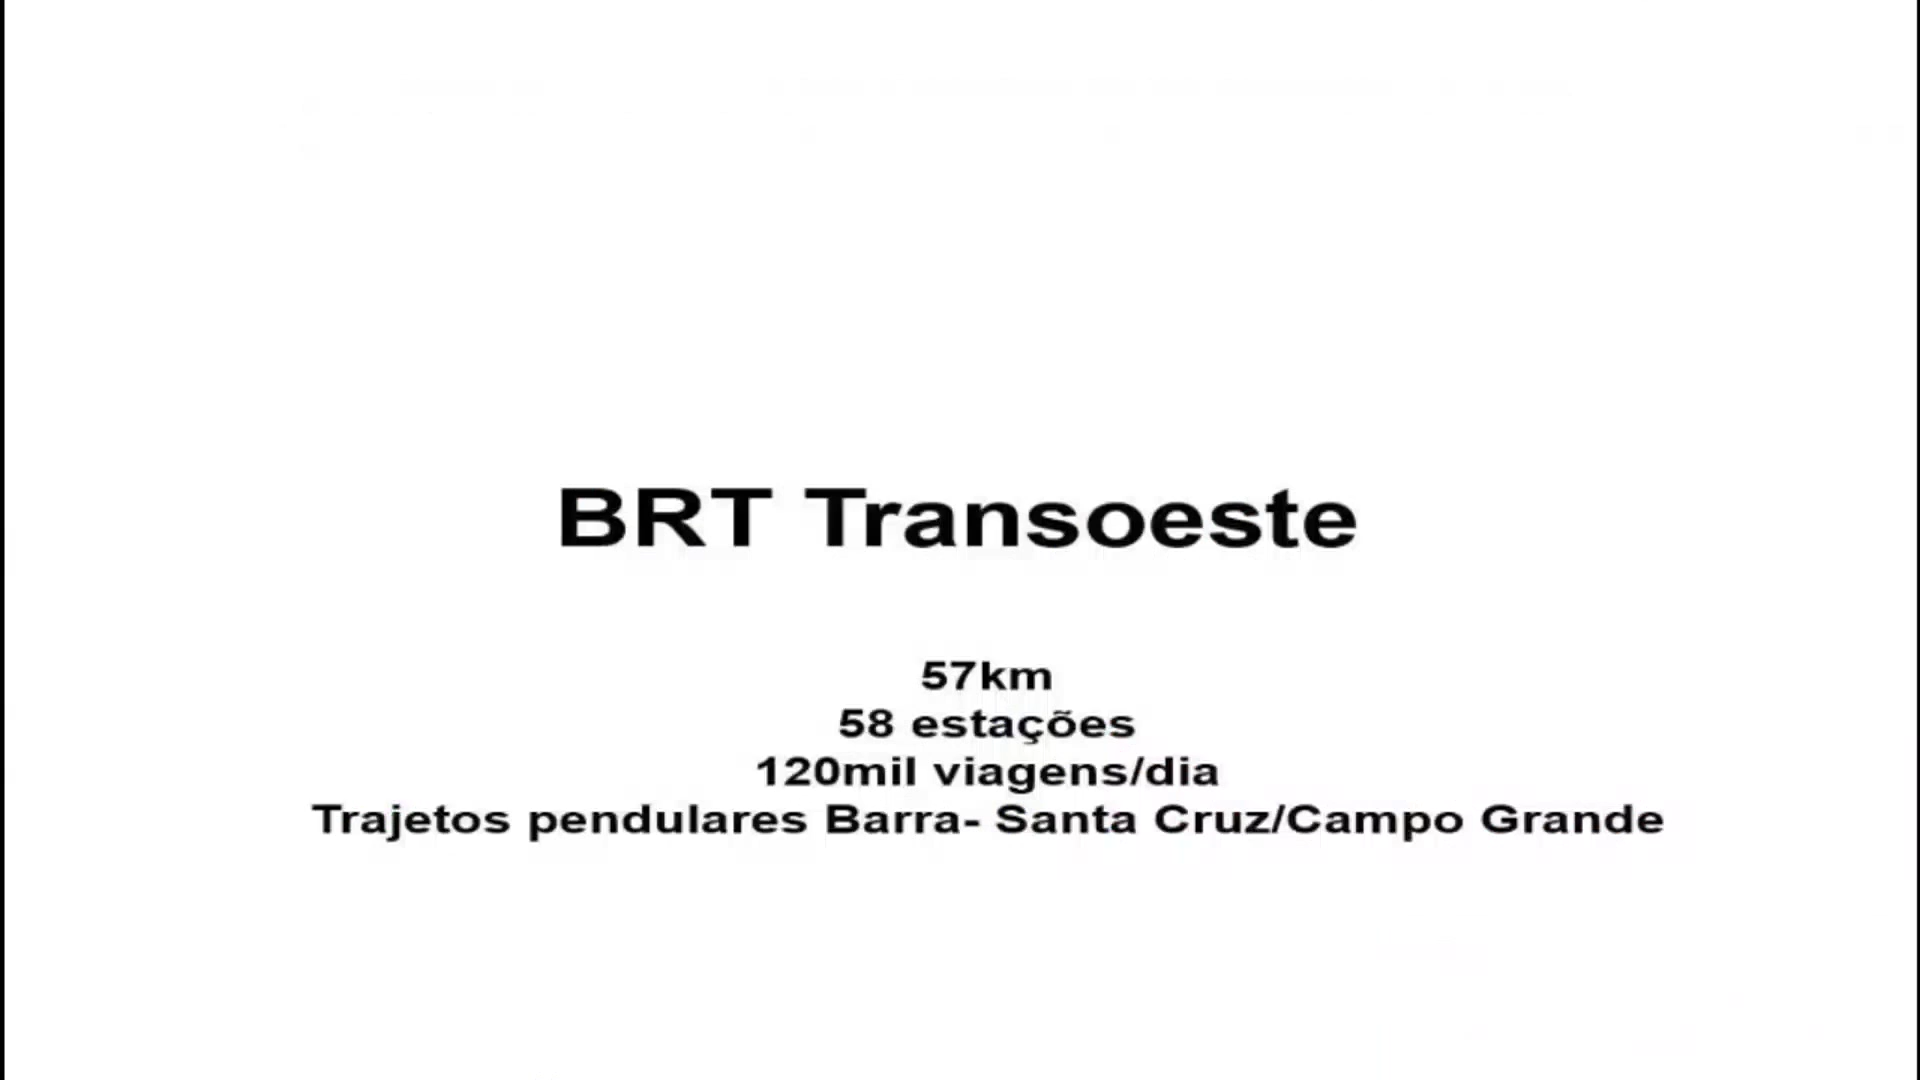 BRT Transoeste
57km
58 estações
120mil viagens/dia
Trajetos pendulares Barra- Santa Cruz/Campo Grande